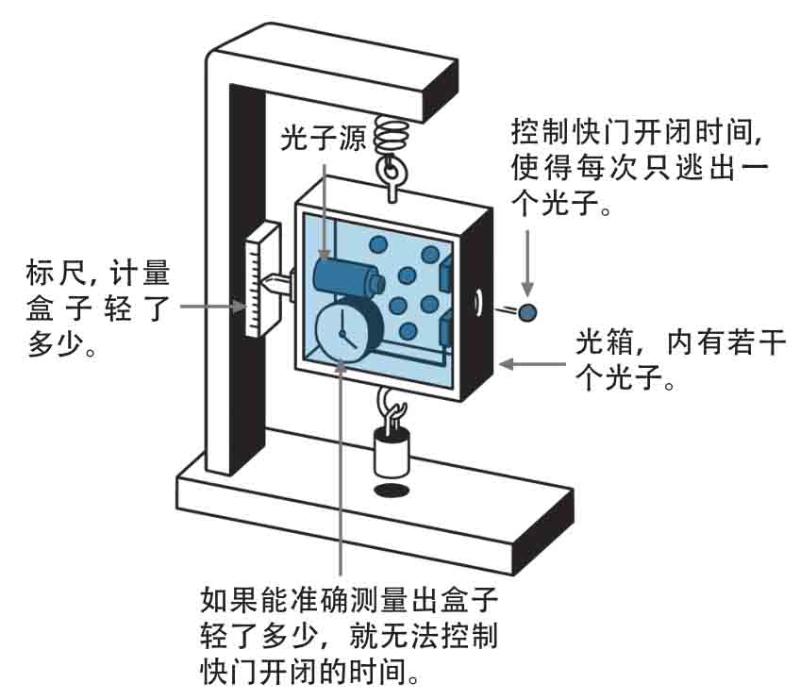 光子源
控制快门开闭时间,
使得每次只逃出一
个光子。
标尺, 计量
盒子轻了
多少。
光箱, 内有若干
个光子。
如果能准确测量出盒子
轻了多少, 就无法控制
快门开闭的时间。